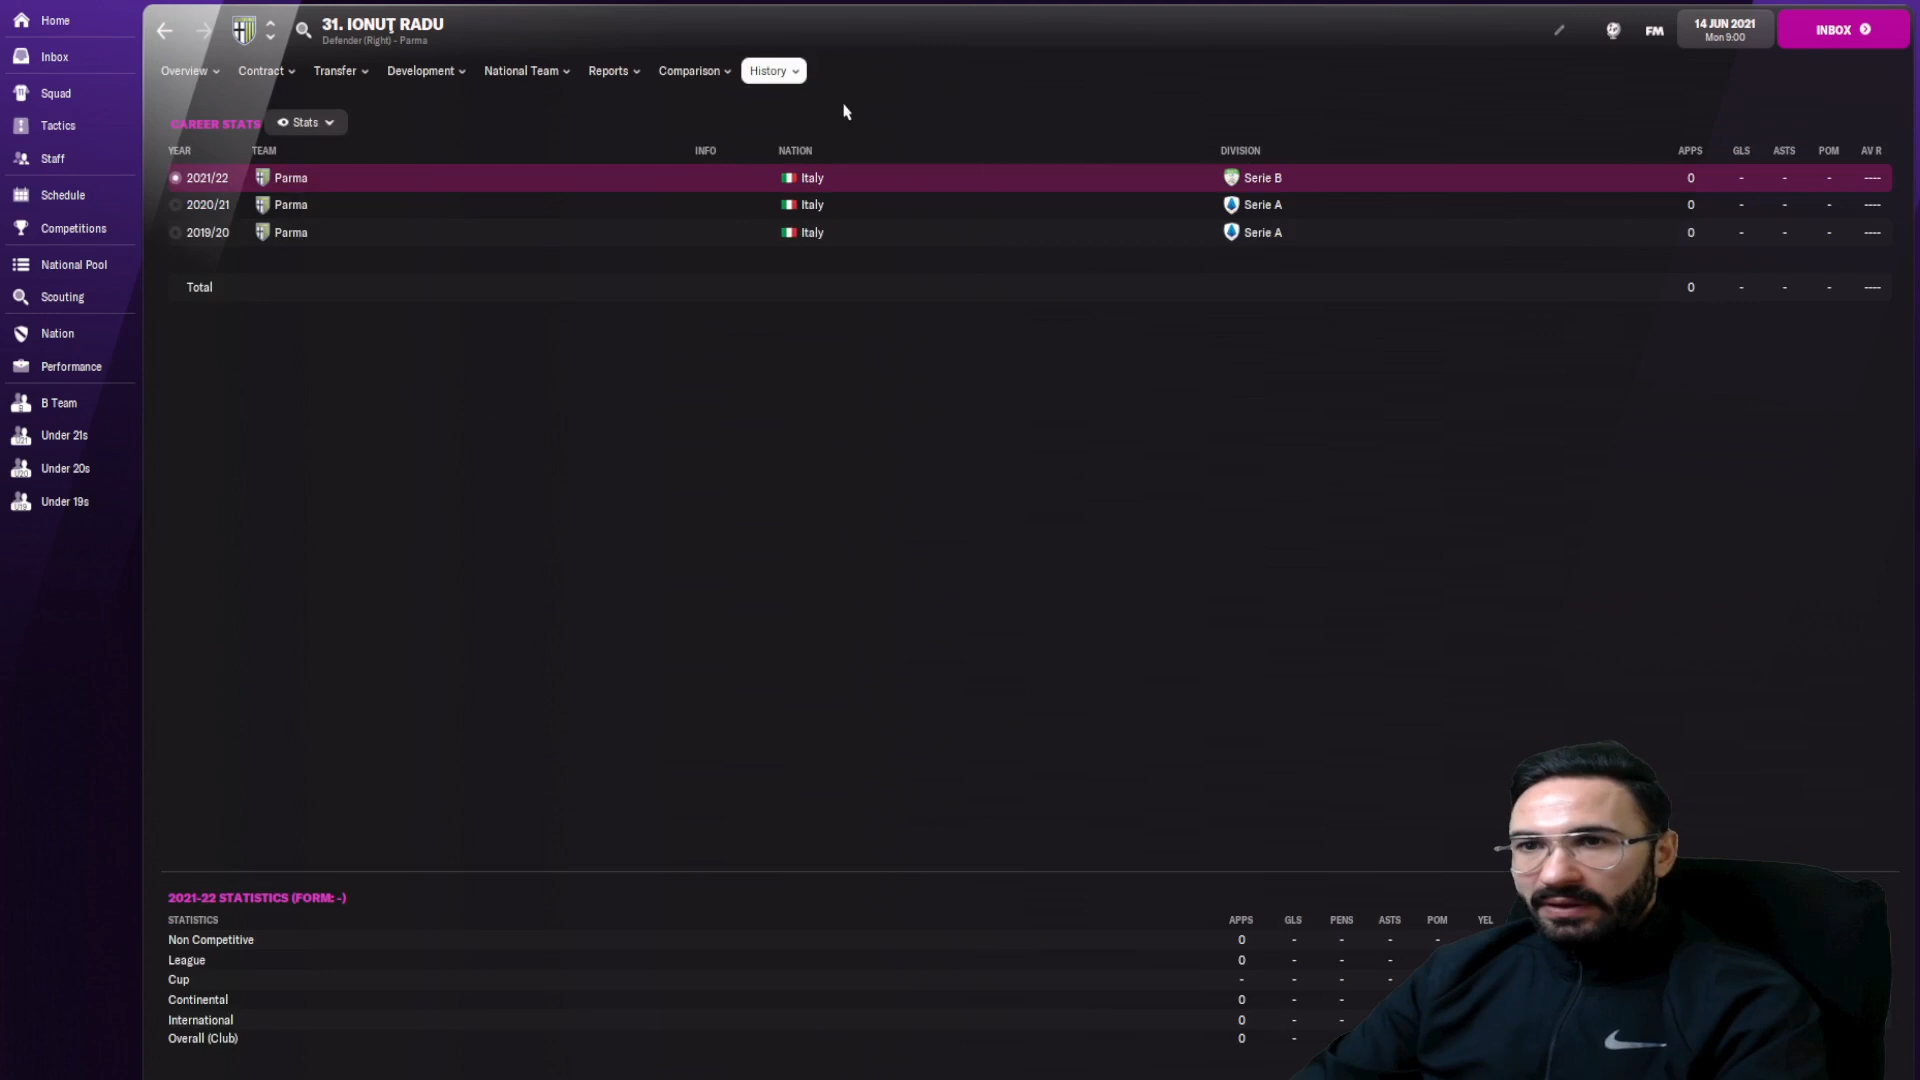 Home
Inbox
Squad
Tactics
Staff
Schedule
Competitions
National Pool
Scouting
Nation
Performance
B Team
Under 21s
Under 20s
Under 19s
31. IONUŢ RADU
Defender (Right) - Parma
FM
14 JUN 2021
Mon 9:00
INBOX
Overview Contract Transfer Development National Team Reports Comparison History
CAREER STATS Stats
YEAR TEAM INFO NATION DIVISION APPS GLS ASTS POM AV R
2021/22 Parma Italy Serie B 0 - - - ----
2020/21 Parma Italy Serie A 0 - - - ----
2019/20 Parma Italy Serie A 0 - - - ----
Total 0 - - - ----
2021-22 STATISTICS (FORM: -)
STATISTICS APPS GLS PENS ASTS POM YEL
Non Competitive 0 - - - -
League 0 - - -
Cup - - - -
Continental 0 - -
International 0 - -
Overall (Club) 0 -